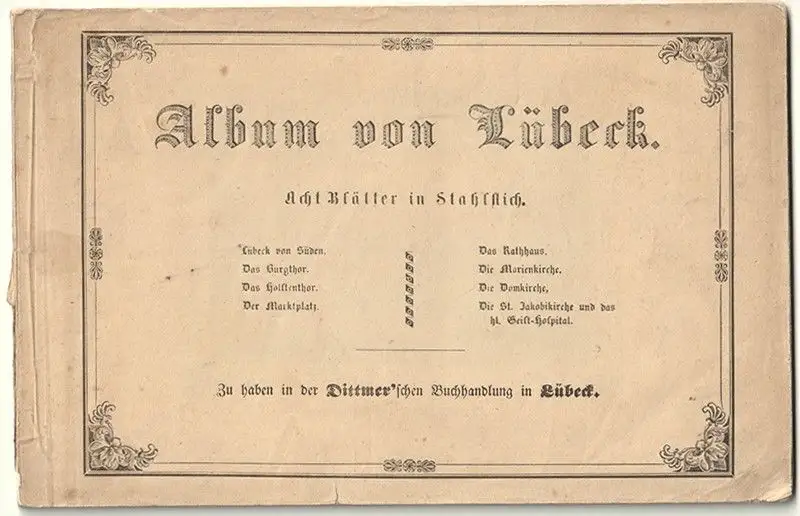 Album von Lübeck.
Acht Blätter in Stahlstich.
Lübeck von Süden.
Das Burgthor.
Das Holstenthor.
Der Marktplatz.
Das Rathhaus.
Die Marienkirche.
Die Domkirche,
Die St. Jakobikirche und das
hl. Geist-Hospital.
Zu haben in der Dittmer'schen Buchhandlung in Lübeck.